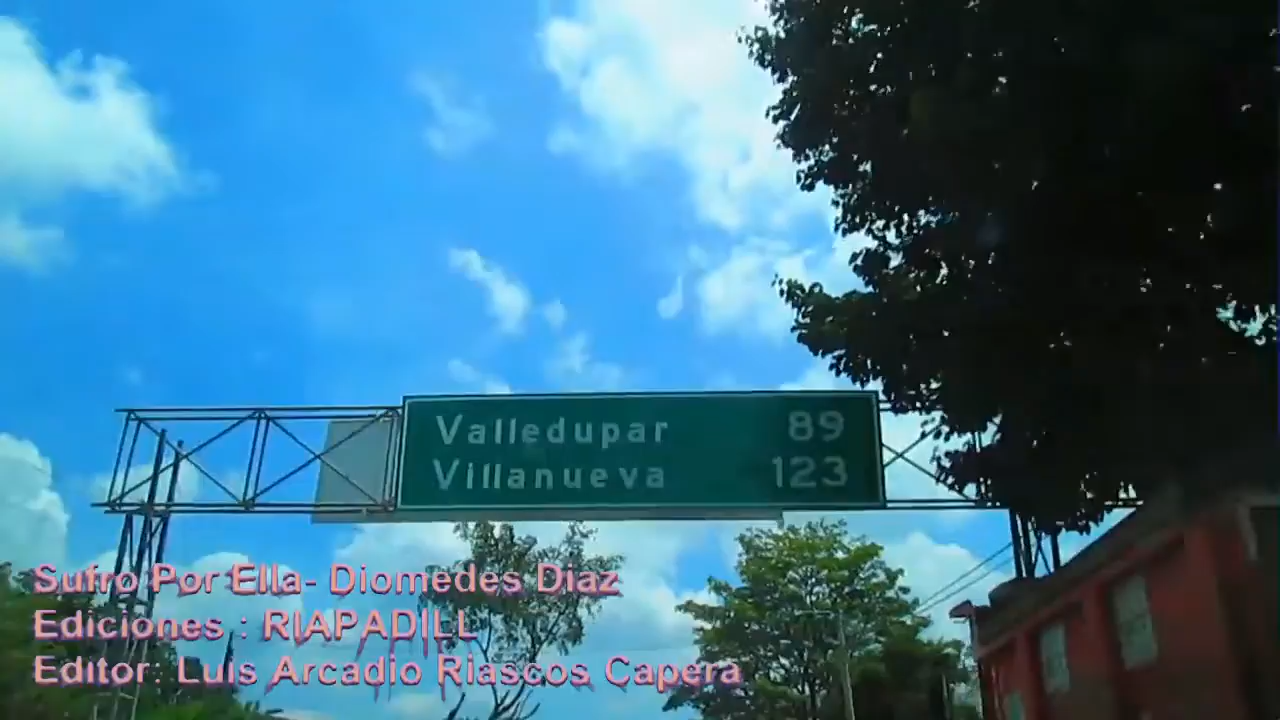 Valledupar 89
Villanueva 123
Sufro Por Ella- Diomedes Diaz
Ediciones : RIAPADILL
Editor: Luis Arcadio Riascos Capera